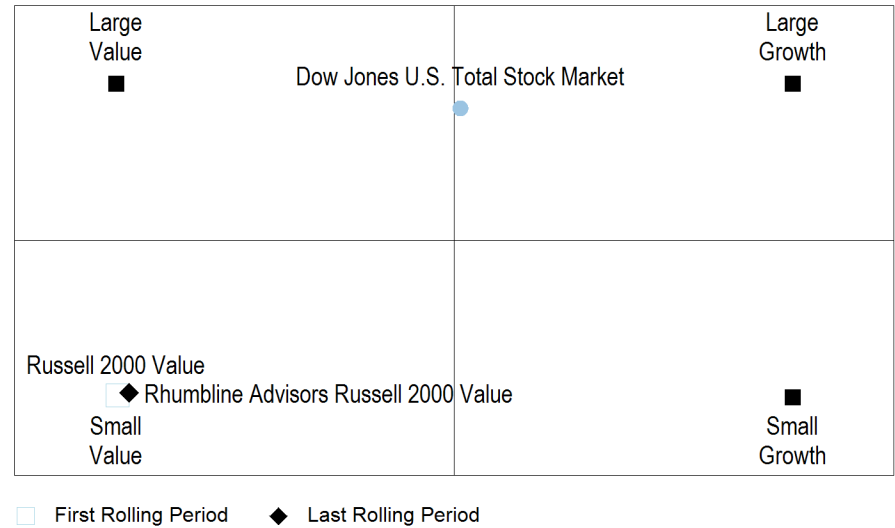 Large
Value
Large
Growth
Dow Jones U.S. Total Stock Market
Russell 2000 Value
Rhumbline Advisors Russell 2000 Value
Small
Value
Small
Growth
First Rolling Period
Last Rolling Period